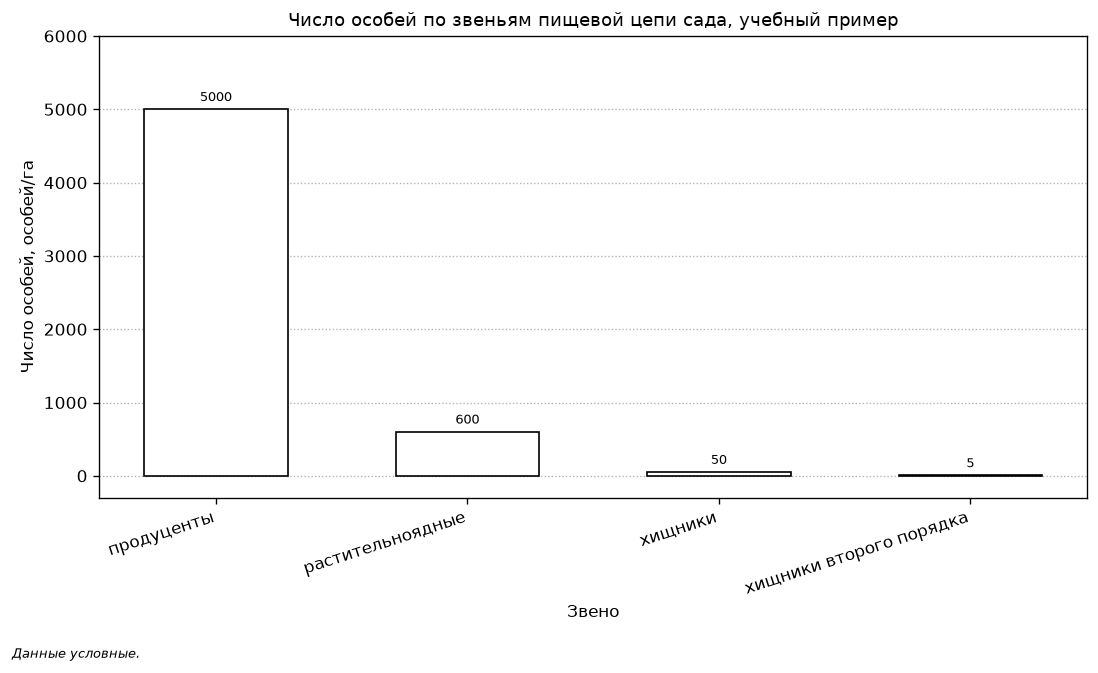 Число особей по звеньям пищевой цепи сада, учебный пример
Число особей, особей/га
6000
5000
4000
3000
2000
1000
0
5000
600
50
5
продуценты
растительноядные
хищники
хищники второго порядка
Звено
Данные условные.